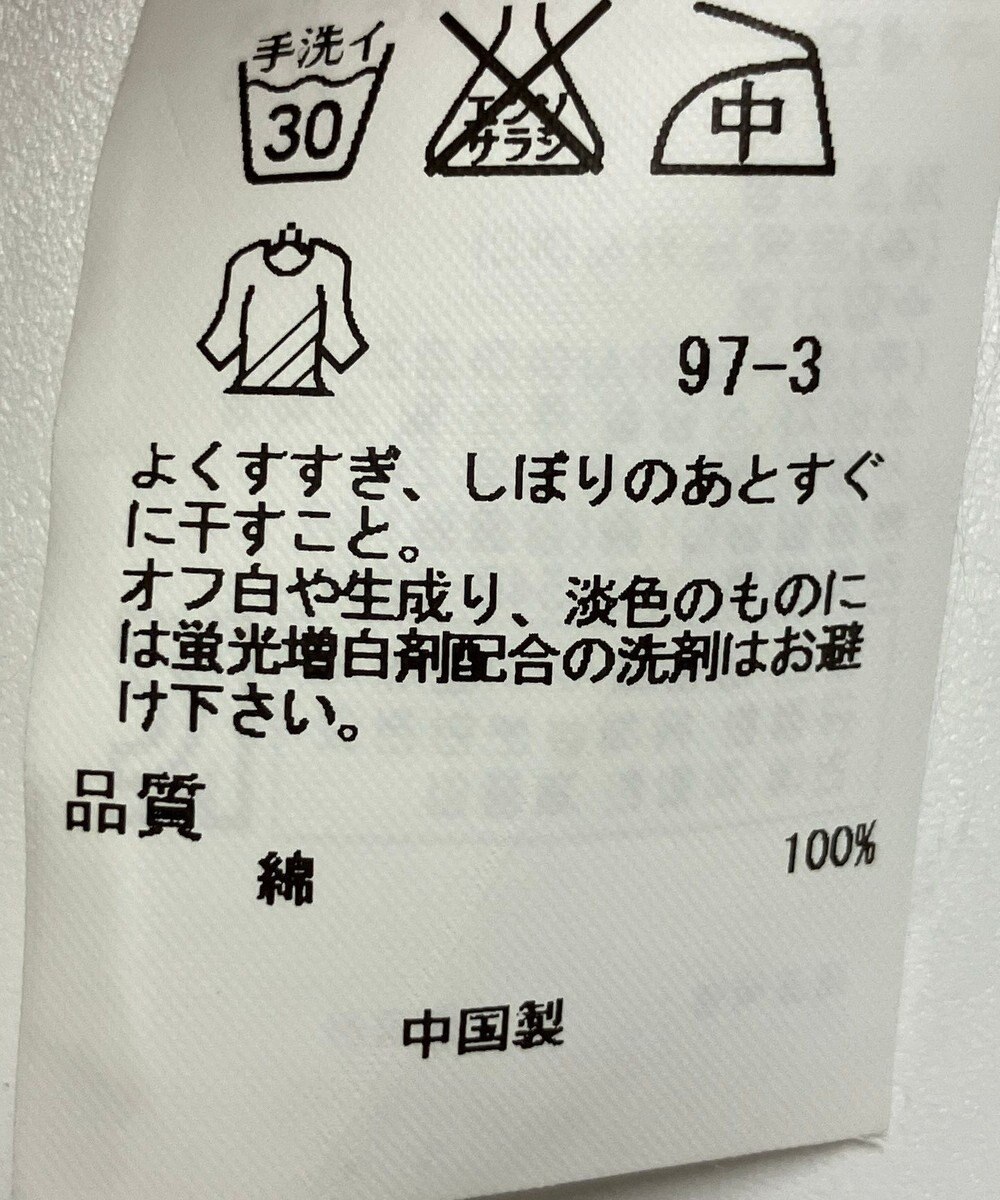 手洗イ
30
エンソ
サラシ
中
97-3
よくすすぎ、しぼりのあとすぐ
に干すこと。
オフ白や生成り、淡色のものに
は蛍光増白剤配合の洗剤はお避
け下さい。
品質
綿 100%
中国製